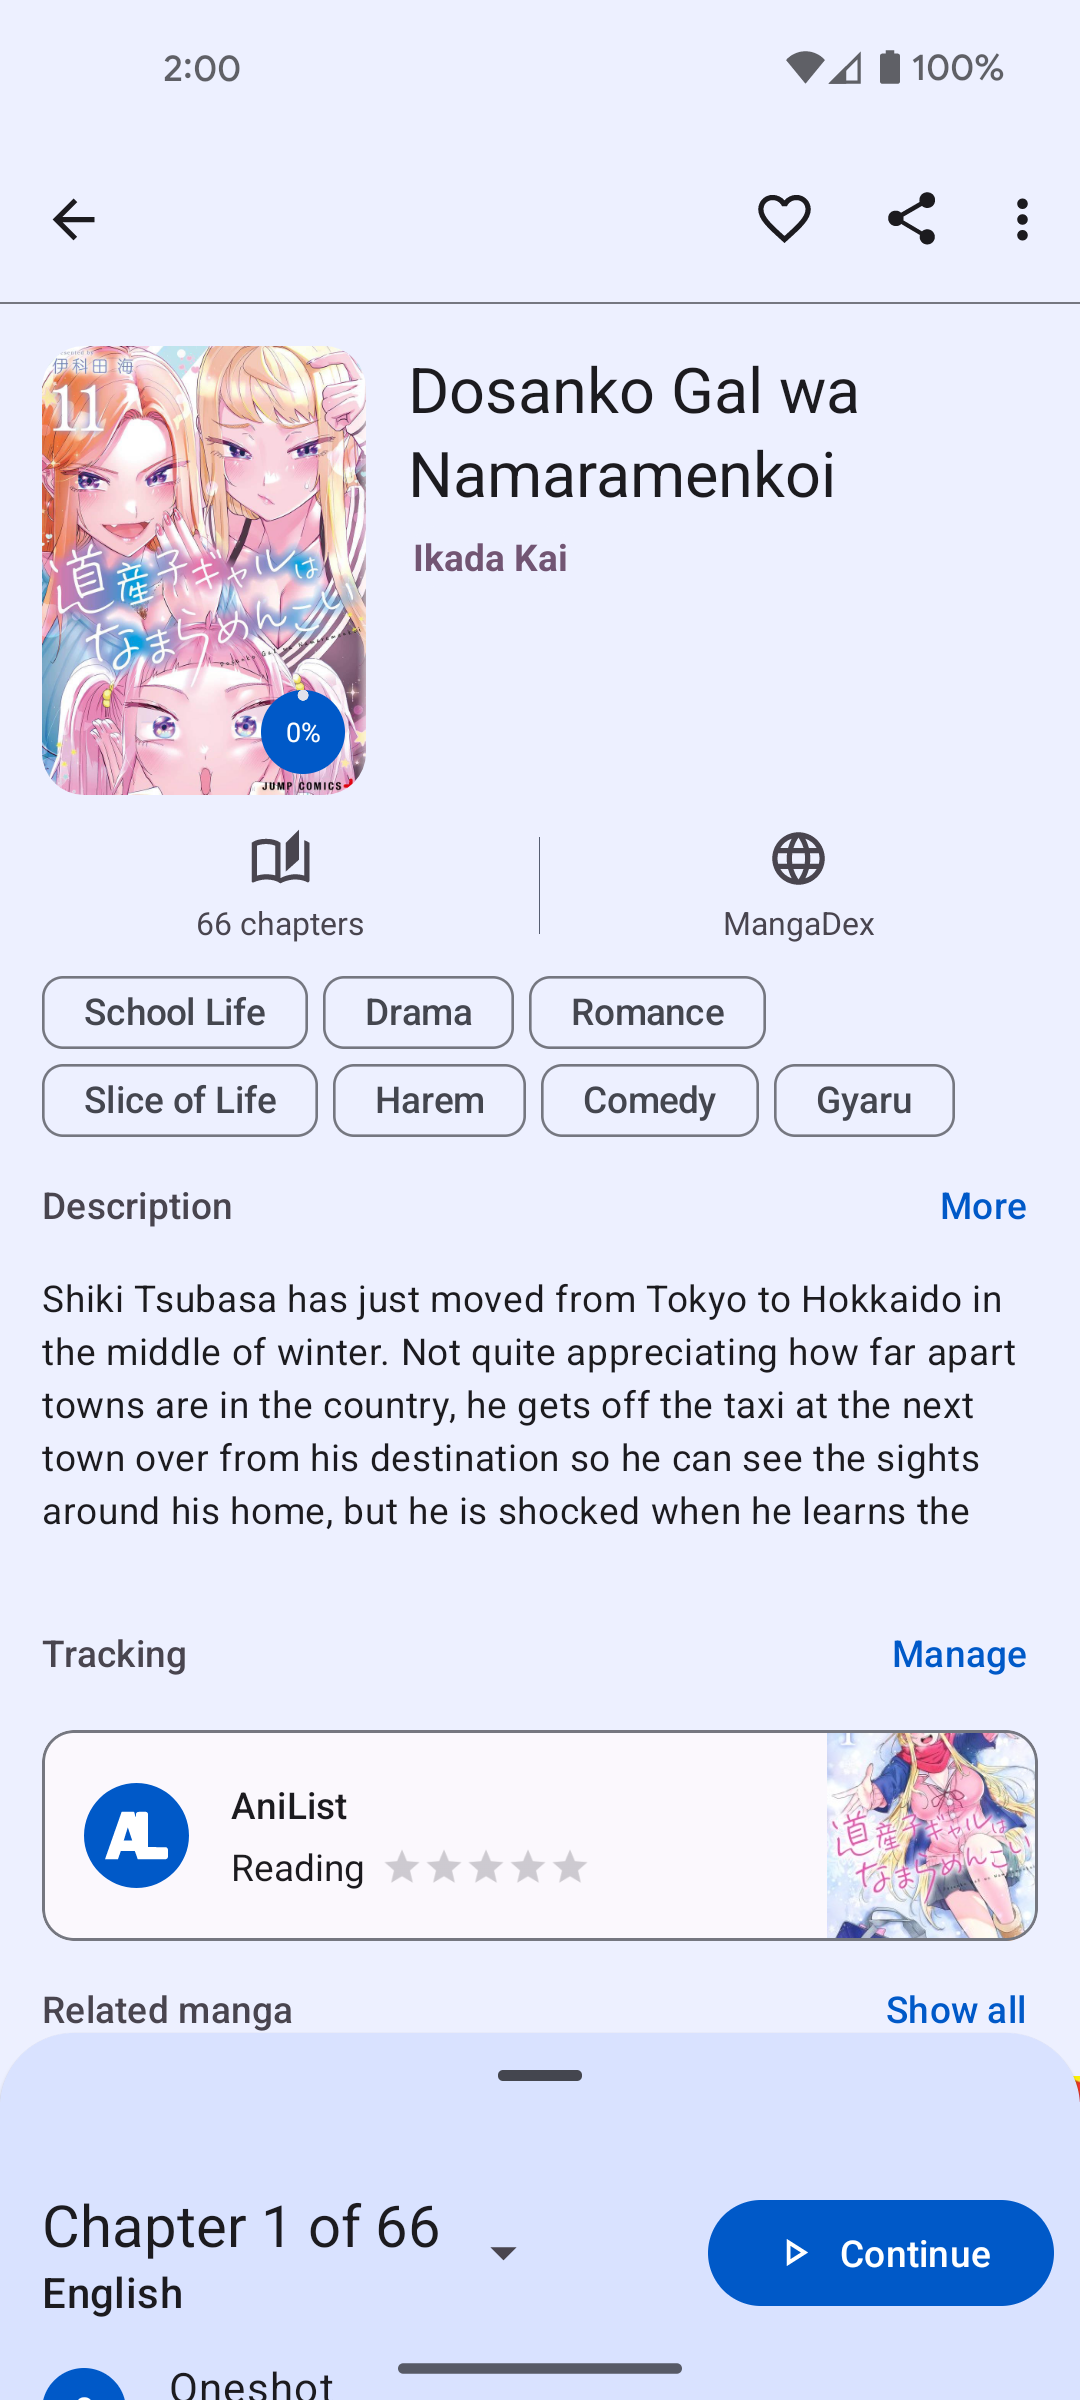 2:00
100%
伊科田 海
11
Dosanko Gal wa
Namaramenkoi
Ikada Kai
道産子ギャルは
なまらめんこい
Dosanko Gal wa Namaramenkoi
0%
JUMP COMICS
66 chapters
MangaDex
School Life
Drama
Romance
Slice of Life
Harem
Comedy
Gyaru
Description
More
Shiki Tsubasa has just moved from Tokyo to Hokkaido in
the middle of winter. Not quite appreciating how far apart
towns are in the country, he gets off the taxi at the next
town over from his destination so he can see the sights
around his home, but he is shocked when he learns the
Tracking
Manage
AL
AniList
Reading
道産子ギャルは
なまらめんこい
Related manga
Show all
Chapter 1 of 66
English
Continue
Oneshot